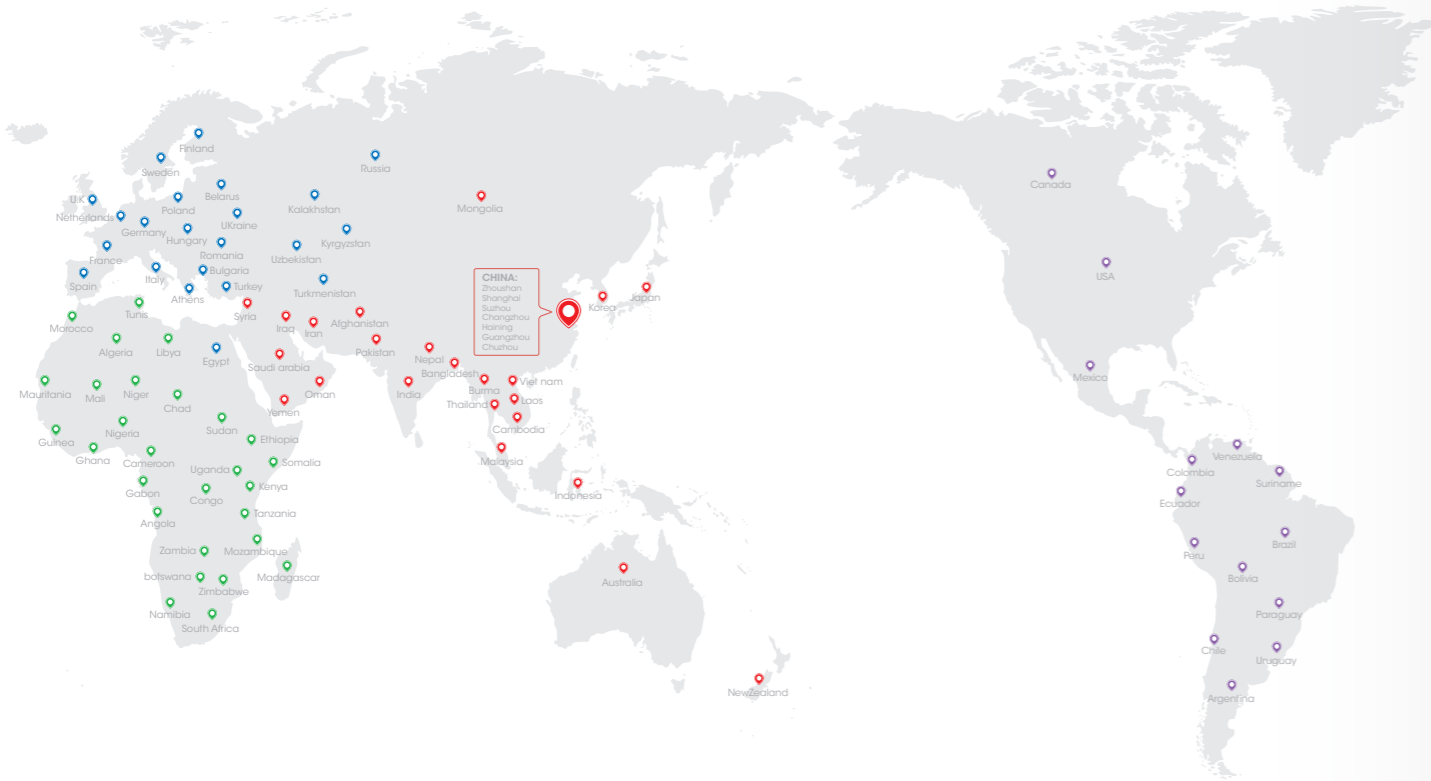 Finland
Sweden
Russia
U.K
Belarus
Poland
Kalakhstan
Mongolia
Netherlands
Germany
UKraine
Hungary
Kyrgyzstan
Romania
France
Uzbekistan
Italy
Bulgaria
Spain
Athens
Turkey
Turkmenistan
CHINA:
Zhoushan
Shanghai
Suzhou
Changzhou
Haining
Guangzhou
Chuzhou
Korea
Japan
Tunis
Syria
Morocco
Iraq
Iran
Afghanistan
Algeria
Libya
Egypt
Pakistan
Saudi arabia
Nepal
Bangladesh
Mauritania
Mali
Niger
Chad
Oman
Yemen
India
Burma
Viet nam
Thailand
Laos
Cambodia
Guinea
Nigeria
Sudan
Ghana
Cameroon
Ethiopia
Malaysia
Uganda
Somalia
Gabon
Congo
Kenya
Indonesia
Angola
Tanzania
Zambia
Mozambique
botswana
Zimbabwe
Madagascar
Australia
Namibia
South Africa
NewZealand
Canada
USA
Mexico
Venezuela
Colombia
Suriname
Ecuador
Peru
Brazil
Bolivia
Paraguay
Chile
Uruguay
Argentina